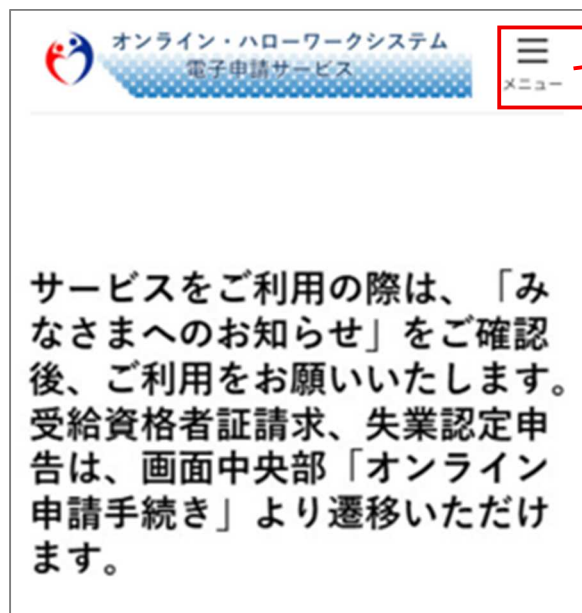 オンライン・ハローワークシステム
電子申請サービス
メニュー
サービスをご利用の際は、「み
なさまへのお知らせ」をご確認
後、ご利用をお願いいたします。
受給資格者証請求、失業認定申
告は、画面中央部「オンライン
申請手続き」より遷移いただけ
ます。